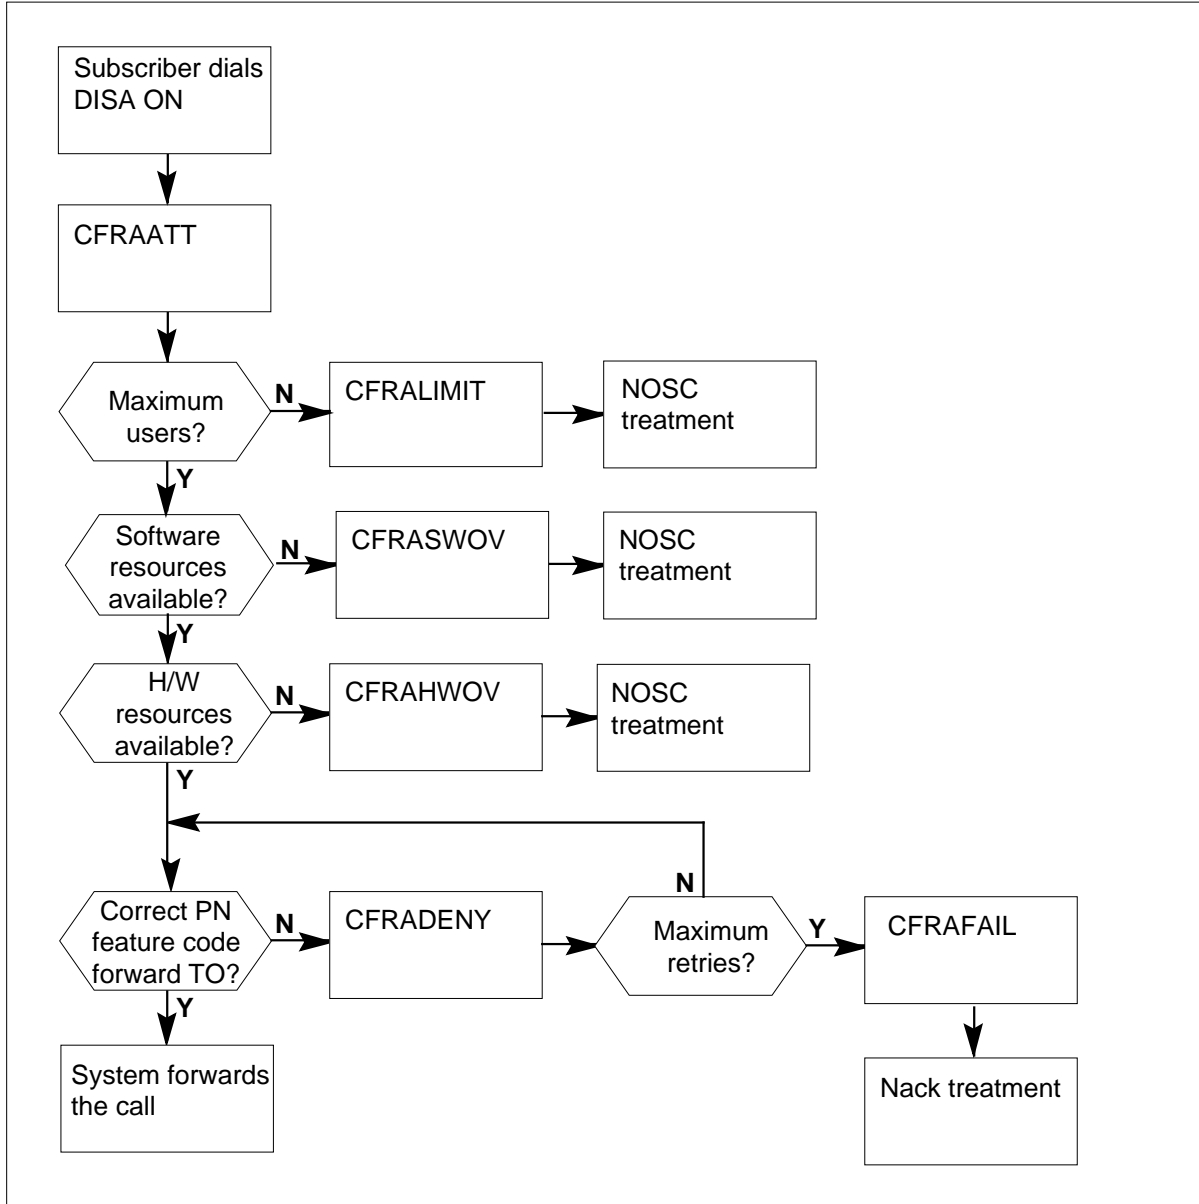 Subscriber dials
DISA ON
CFRAATT
Maximum
users?
N
CFRALIMIT
NOSC
treatment
Y
Software
resources
available?
N
CFRASWOV
NOSC
treatment
Y
H/W
resources
available?
N
CFRAHWOV
NOSC
treatment
Y
Correct PN
feature code
forward TO?
N
CFRADENY
N
Maximum
retries?
Y
CFRAFAIL
Y
System forwards
the call
Nack treatment